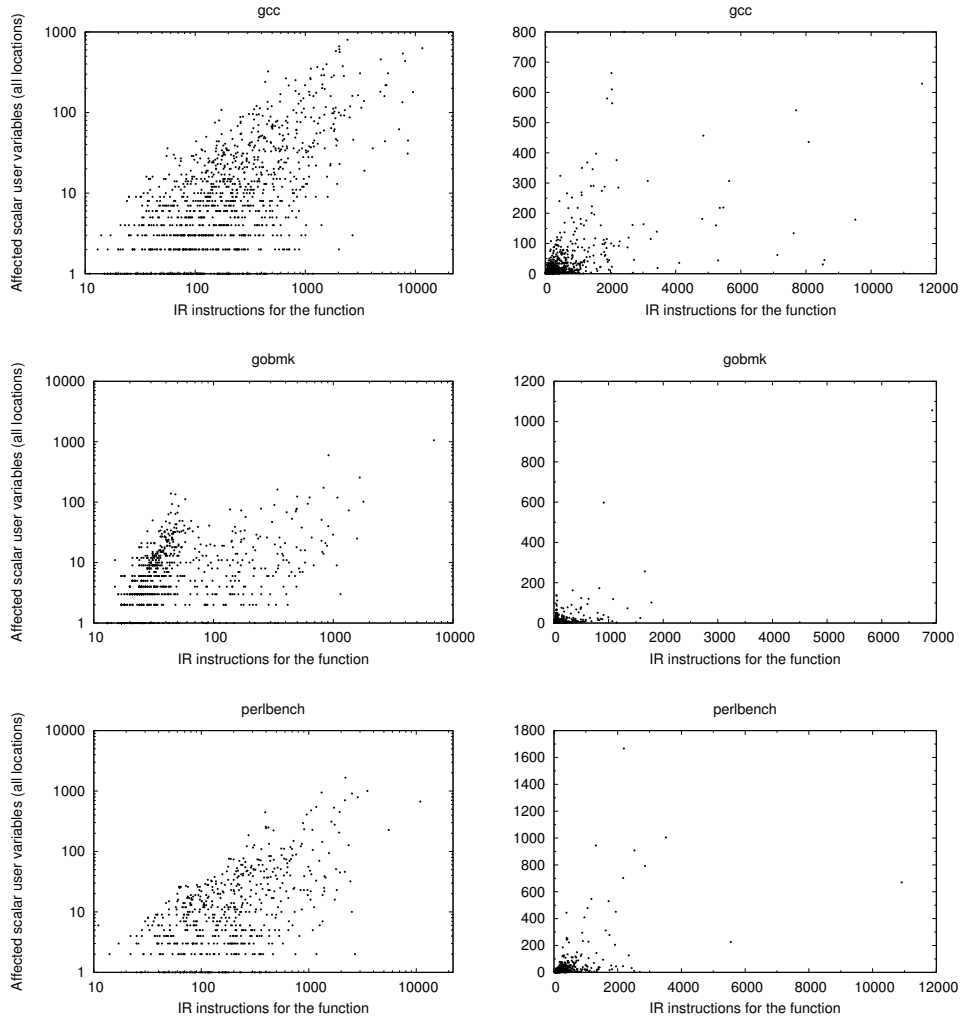 gcc
Affected scalar user variables (all locations)
1000
100
10
1
10 100 1000 10000
IR instructions for the function
gcc
800
700
600
500
400
300
200
100
0
0 2000 4000 6000 8000 10000 12000
IR instructions for the function
gobmk
Affected scalar user variables (all locations)
10000
1000
100
10
1
10 100 1000 10000
IR instructions for the function
gobmk
1200
1000
800
600
400
200
0
0 1000 2000 3000 4000 5000 6000 7000
IR instructions for the function
perlbench
Affected scalar user variables (all locations)
10000
1000
100
10
1
10 100 1000 10000
IR instructions for the function
perlbench
1800
1600
1400
1200
1000
800
600
400
200
0
0 2000 4000 6000 8000 10000 12000
IR instructions for the function